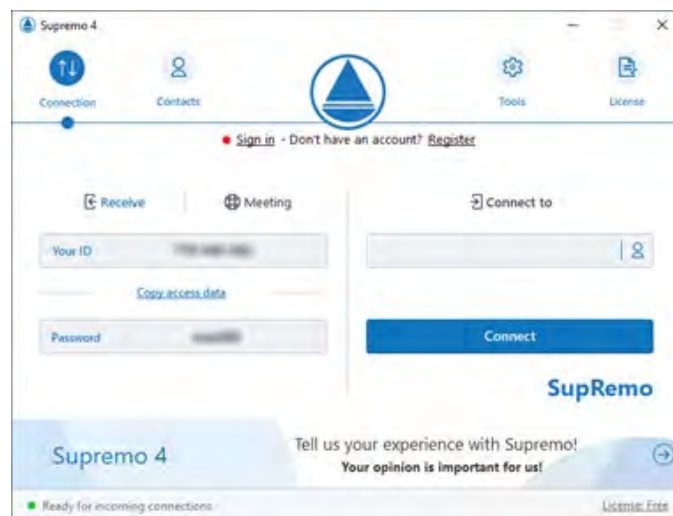 Supremo 4
Connection
Contacts
Tools
License
Sign in - Don't have an account? Register
Receive
Meeting
Connect to
Your ID
Copy access data
Password
Connect
SupRemo
Supremo 4
Tell us your experience with Supremo!
Your opinion is important for us!
Ready for incoming connections
License: Free